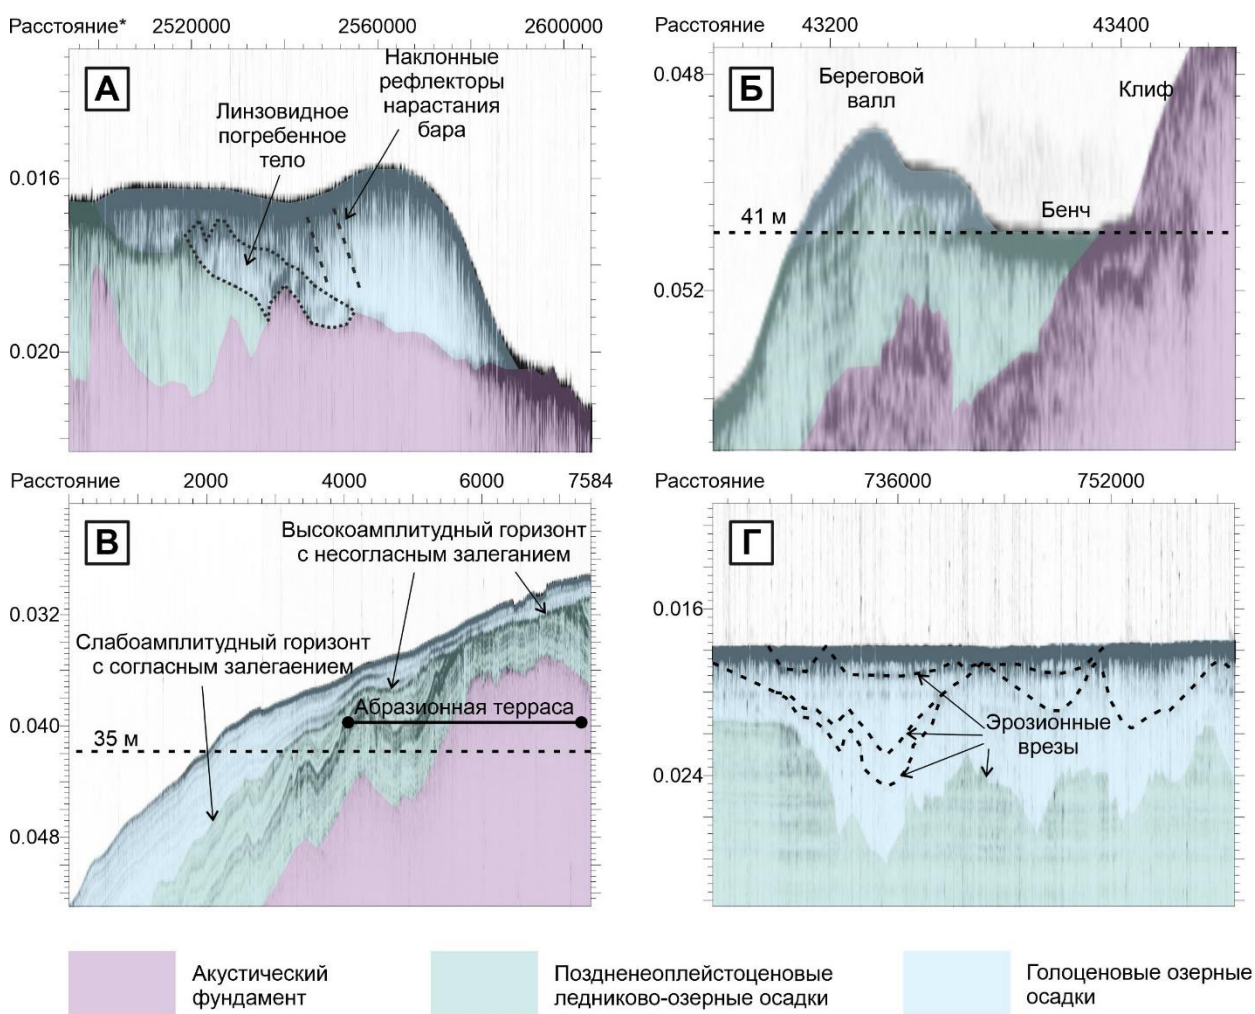 Расстояние* 2520000 2560000 2600000
А
Наклонные
рефлекторы
нарастания
бара
Линзовидное
погребенное
тело
0.016
0.020
Расстояние 43200 43400
Б
0.048
Береговой
валл
Клиф
Бенч
41 м
0.052
Расстояние 2000 4000 6000 7584
В
Высокоамплитудный горизонт
с несогласным залеганием
0.032
Слабоамплитудный горизонт
с согласным залегаением
Абразионная терраса
0.040
35 м
0.048
Расстояние 736000 752000
Г
0.016
Эрозионные
врезы
0.024
Акустический
фундамент
Поздненеоплейстоценовые
ледниково-озерные осадки
Голоценовые озерные
осадки